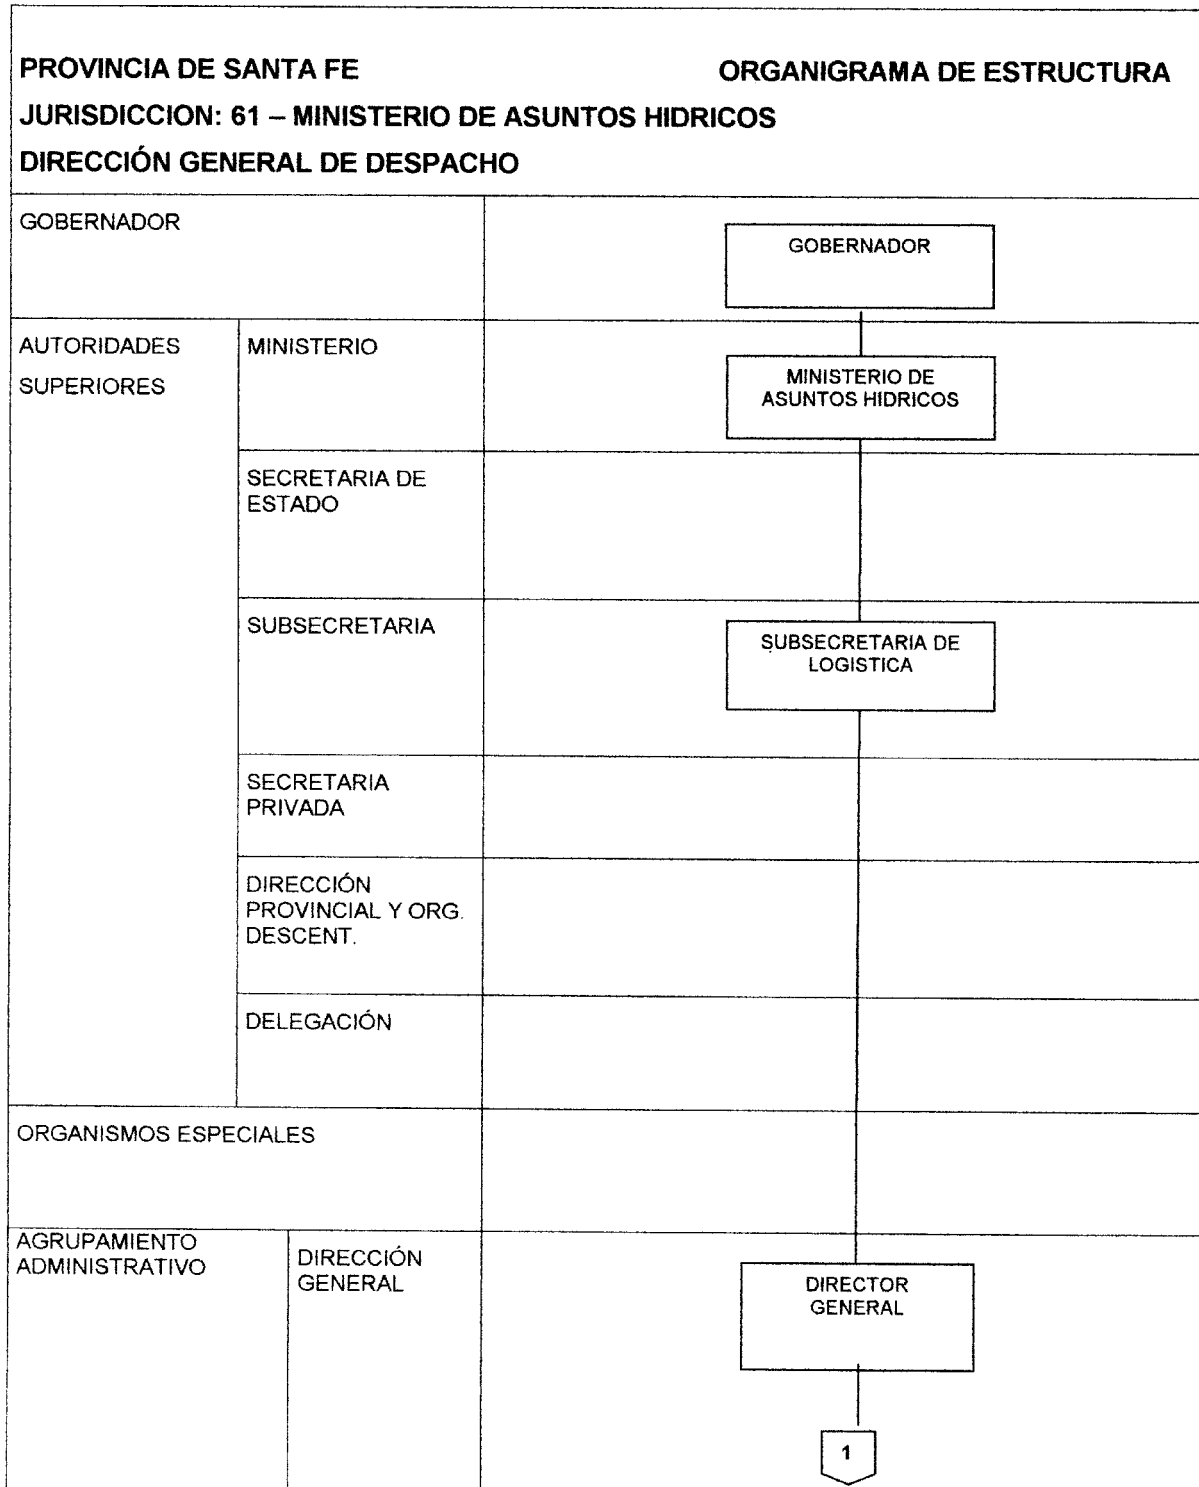 PROVINCIA DE SANTA FE ORGANIGRAMA DE ESTRUCTURA
JURISDICCION: 61 – MINISTERIO DE ASUNTOS HIDRICOS
DIRECCIÓN GENERAL DE DESPACHO
GOBERNADOR
GOBERNADOR
AUTORIDADES
SUPERIORES
MINISTERIO
MINISTERIO DE
ASUNTOS HIDRICOS
SECRETARIA DE
ESTADO
SUBSECRETARIA
SUBSECRETARIA DE
LOGISTICA
SECRETARIA
PRIVADA
DIRECCIÓN
PROVINCIAL Y ORG.
DESCENT.
DELEGACIÓN
ORGANISMOS ESPECIALES
AGRUPAMIENTO
ADMINISTRATIVO
DIRECCIÓN
GENERAL
DIRECTOR
GENERAL
1